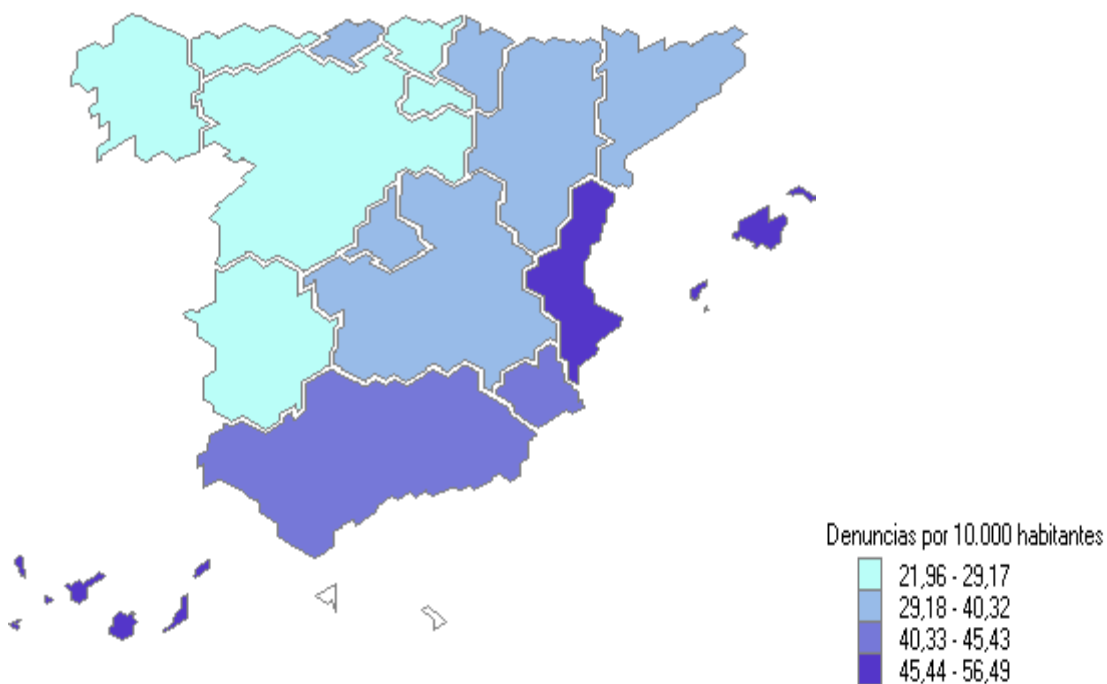 Denuncias por 10.000 habitantes
21,96 - 29,17
29,18 - 40,32
40,33 - 45,43
45,44 - 56,49